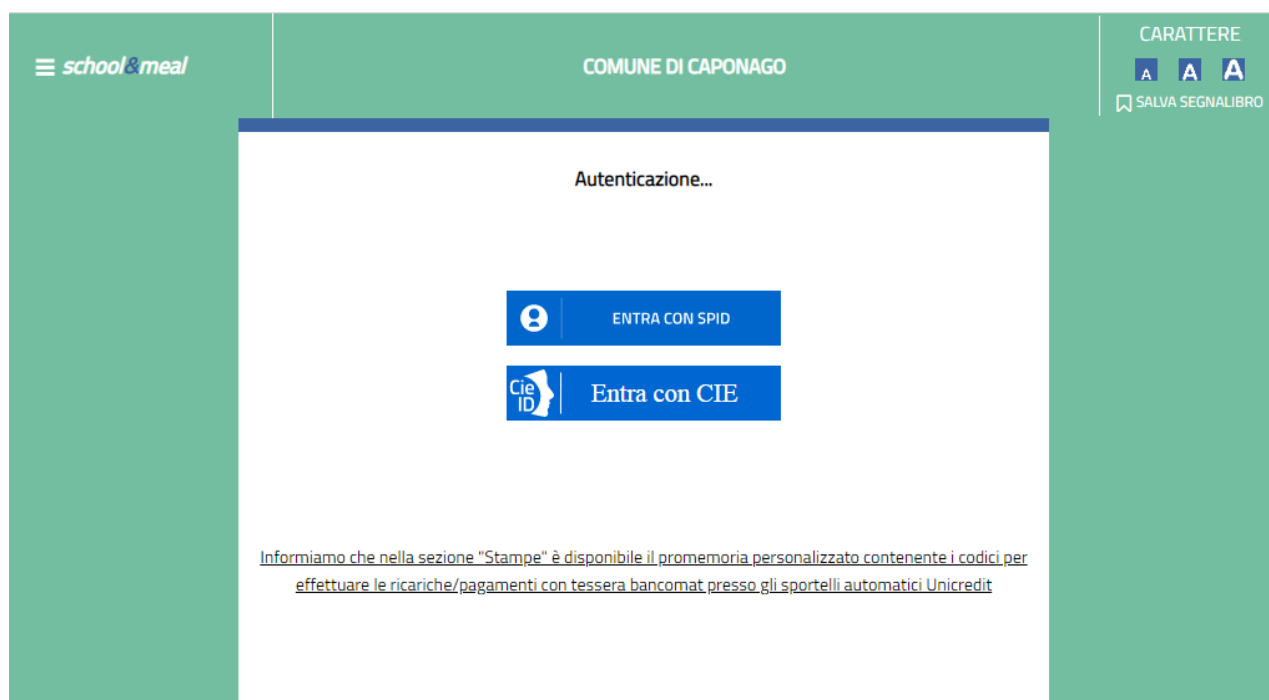 school&meal
COMUNE DI CAPONAGO
CARATTERE
A A A
SALVA SEGNALIBRO
Autenticazione...
ENTRA CON SPID
Cie
ID
Entra con CIE
Informiamo che nella sezione "Stampe" è disponibile il promemoria personalizzato contenente i codici per
effettuare le ricariche/pagamenti con tessera bancomat presso gli sportelli automatici Unicredit